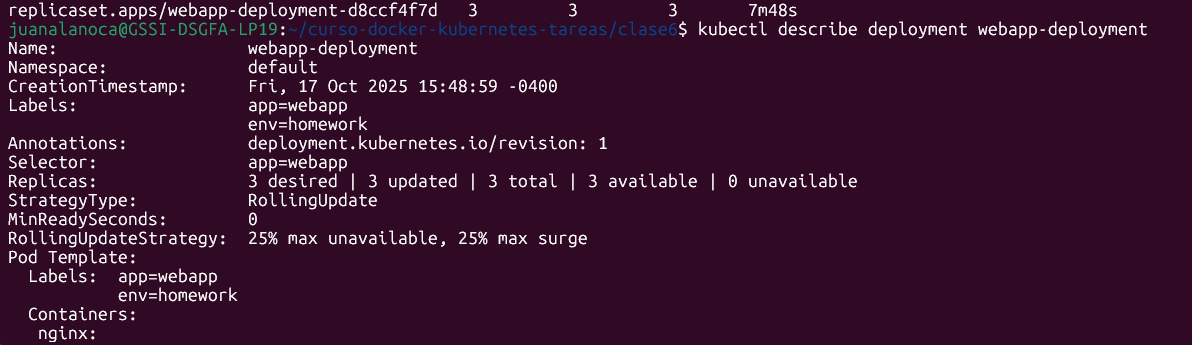 replicaset.apps/webapp-deployment-d8ccf4f7d   3         3         3       7m48s
juanalanoca@GSSI-DSGFA-LP19:~/curso-docker-kubernetes-tareas/clase6$ kubectl describe deployment webapp-deployment
Name:                   webapp-deployment
Namespace:              default
CreationTimestamp:      Fri, 17 Oct 2025 15:48:59 -0400
Labels:                 app=webapp
                        env=homework
Annotations:            deployment.kubernetes.io/revision: 1
Selector:               app=webapp
Replicas:               3 desired | 3 updated | 3 total | 3 available | 0 unavailable
StrategyType:           RollingUpdate
MinReadySeconds:        0
RollingUpdateStrategy:  25% max unavailable, 25% max surge
Pod Template:
  Labels:  app=webapp
           env=homework
  Containers:
   nginx: